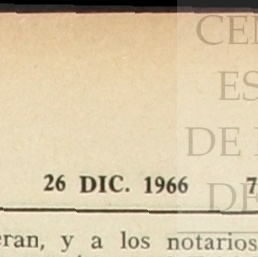 CE
ES
DE
DE
26 DIC. 1966 7
eran, y a los notarios